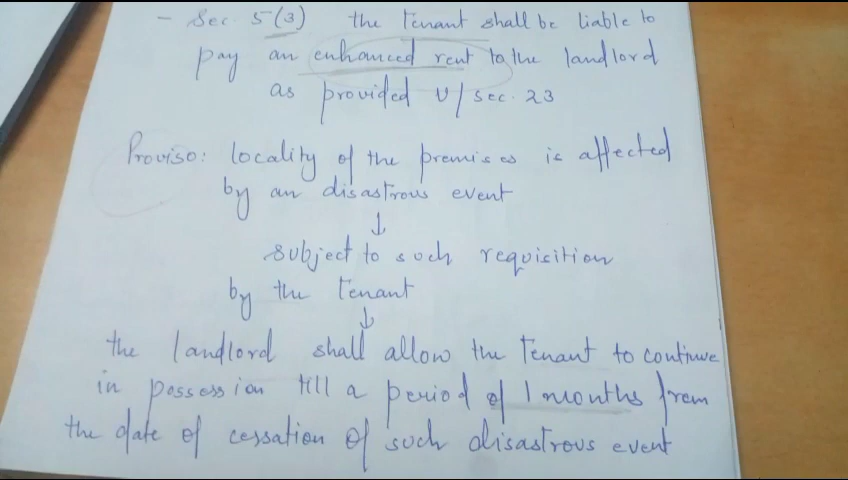 - Sec 5(3) the tenant shall be liable to
pay an enhanced rent to the landlord
as provided U/sec. 23
Proviso: locality of the premises is affected
by an disastrous event
↓
subject to such requisition
by the tenant
↓
the landlord shall allow the tenant to continue
in possession till a period of 1 months from
the date of cessation of such disastrous event